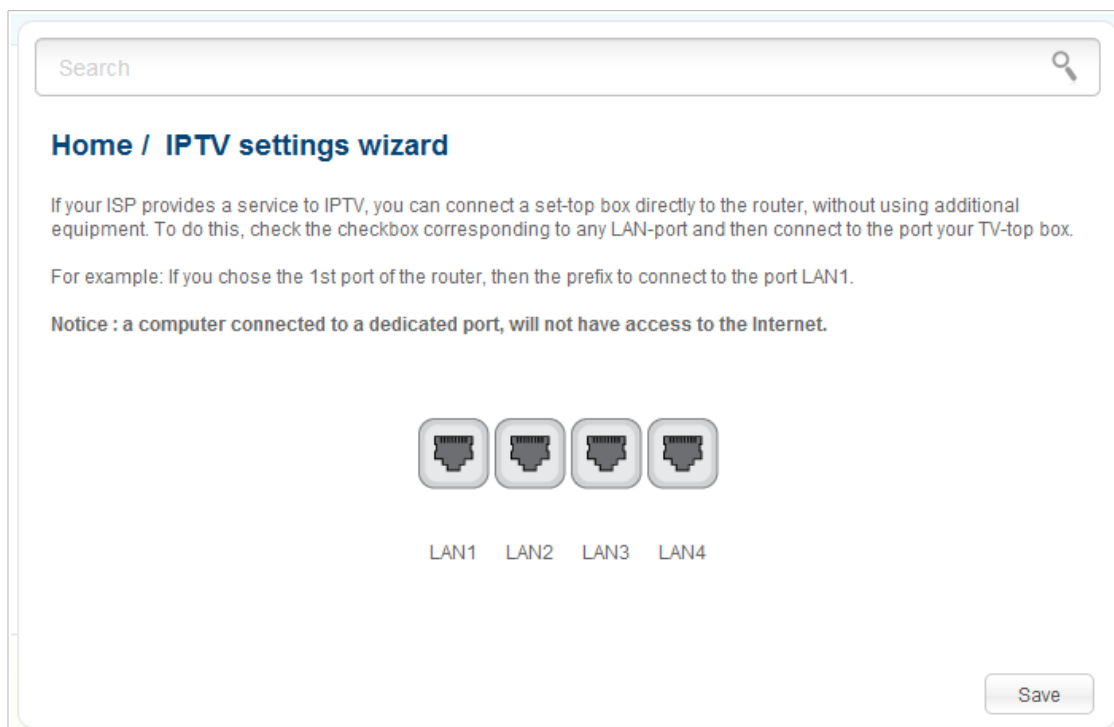 Search
Home / IPTV settings wizard
If your ISP provides a service to IPTV, you can connect a set-top box directly to the router, without using additional
equipment. To do this, check the checkbox corresponding to any LAN-port and then connect to the port your TV-top box.
For example: If you chose the 1st port of the router, then the prefix to connect to the port LAN1.
Notice : a computer connected to a dedicated port, will not have access to the Internet.
LAN1 LAN2 LAN3 LAN4
Save